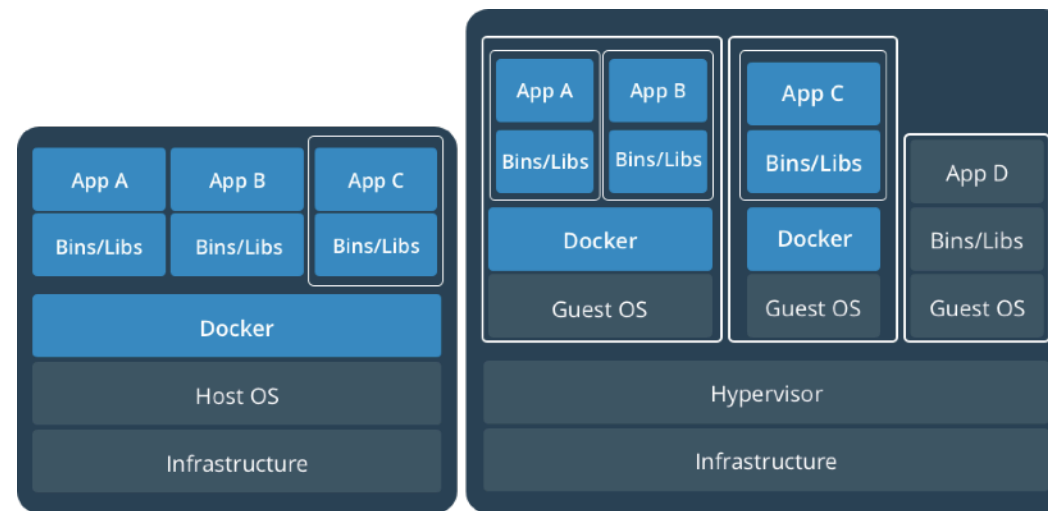 App A
App B
App C
Bins/Libs
Bins/Libs
Bins/Libs
Docker
Host OS
Infrastructure
App A
App B
Bins/Libs
Bins/Libs
Docker
Guest OS
App C
Bins/Libs
Docker
Guest OS
App D
Bins/Libs
Guest OS
Hypervisor
Infrastructure